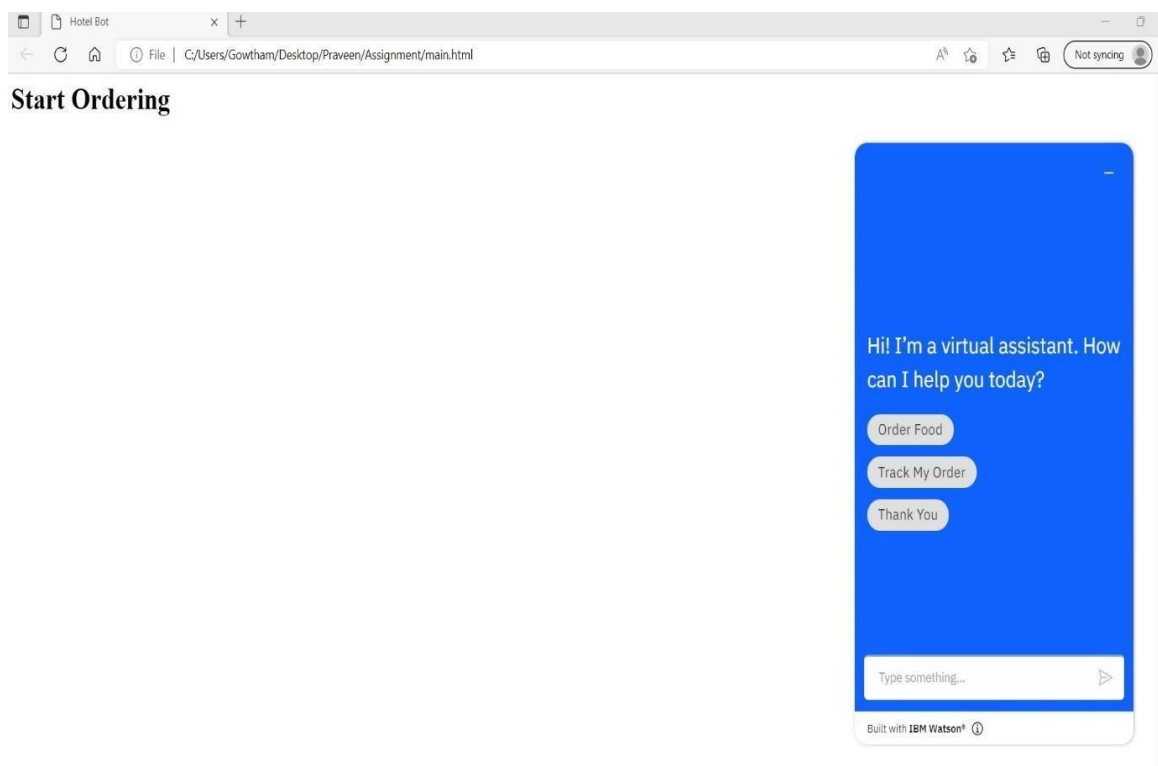 Hotel Bot
File | C:/Users/Gowtham/Desktop/Praveen/Assignment/main.html
Not syncing
Start Ordering
Hi! I'm a virtual assistant. How
can I help you today?
Order Food
Track My Order
Thank You
Type something...
Built with IBM Watson®